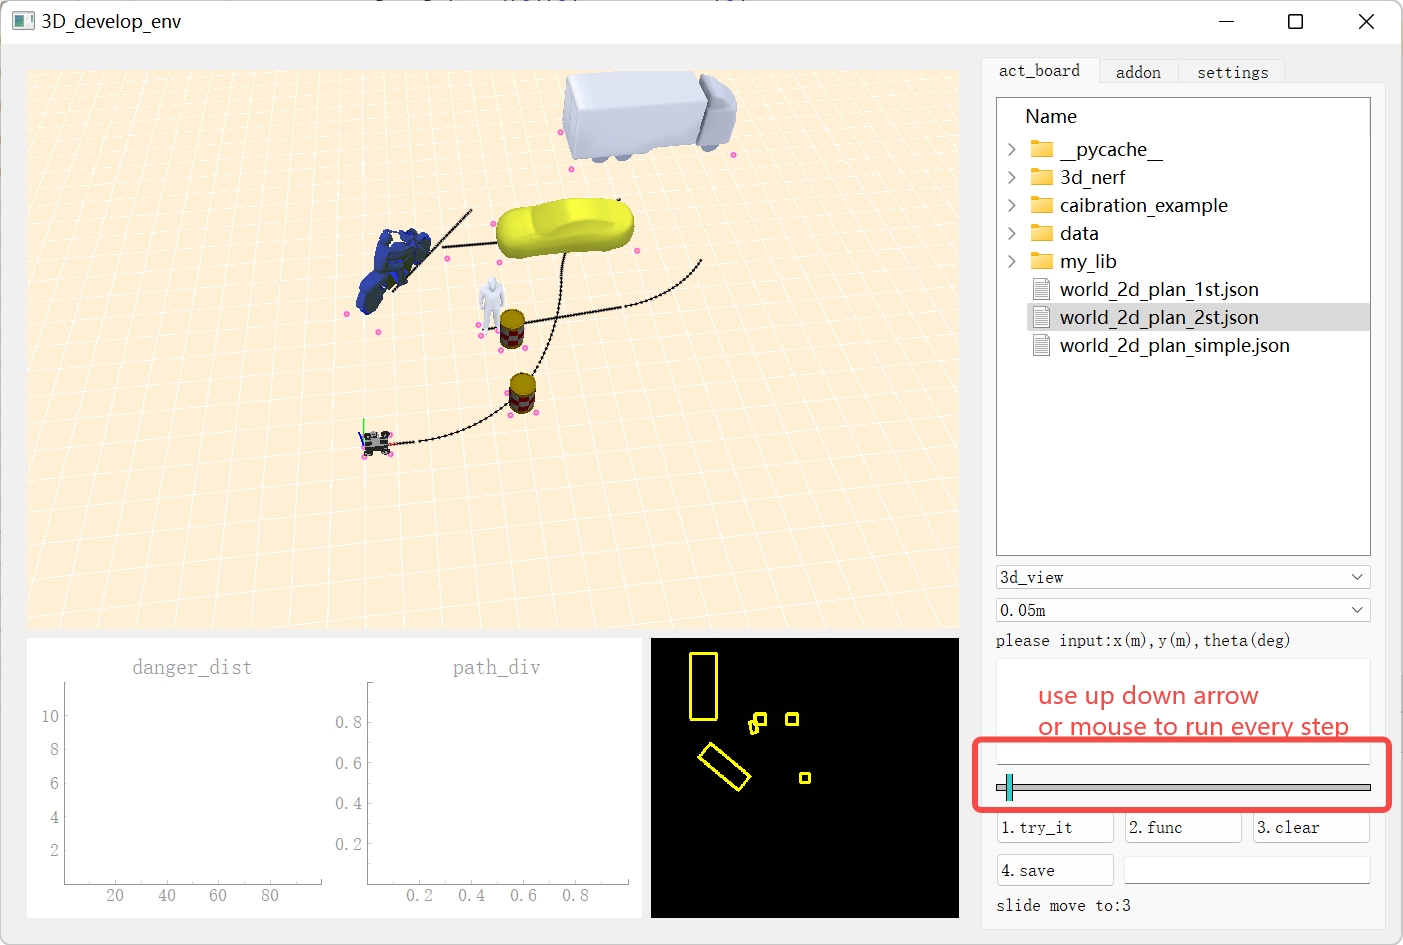 3D_develop_env
act_board
addon
settings
Name
__pycache__
3d_nerf
caibration_example
data
my_lib
world_2d_plan_1st.json
world_2d_plan_2st.json
world_2d_plan_simple.json
3d_view
0.05m
please input:x(m),y(m),theta(deg)
use up down arrow
or mouse to run every step
1.try_it
2.func
3.clear
4.save
slide move to:3
danger_dist
10
8
6
4
2
20 40 60 80
path_div
0.8
0.6
0.4
0.2
0.2 0.4 0.6 0.8